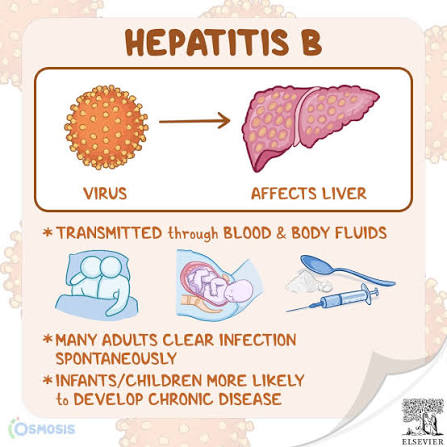 HEPATITIS B
VIRUS
AFFECTS LIVER
* TRANSMITTED through BLOOD & BODY FLUIDS
* MANY ADULTS CLEAR INFECTION
SPONTANEOUSLY
* INFANTS/CHILDREN MORE LIKELY
to DEVELOP CHRONIC DISEASE
OSMOSIS
ELSEVIER